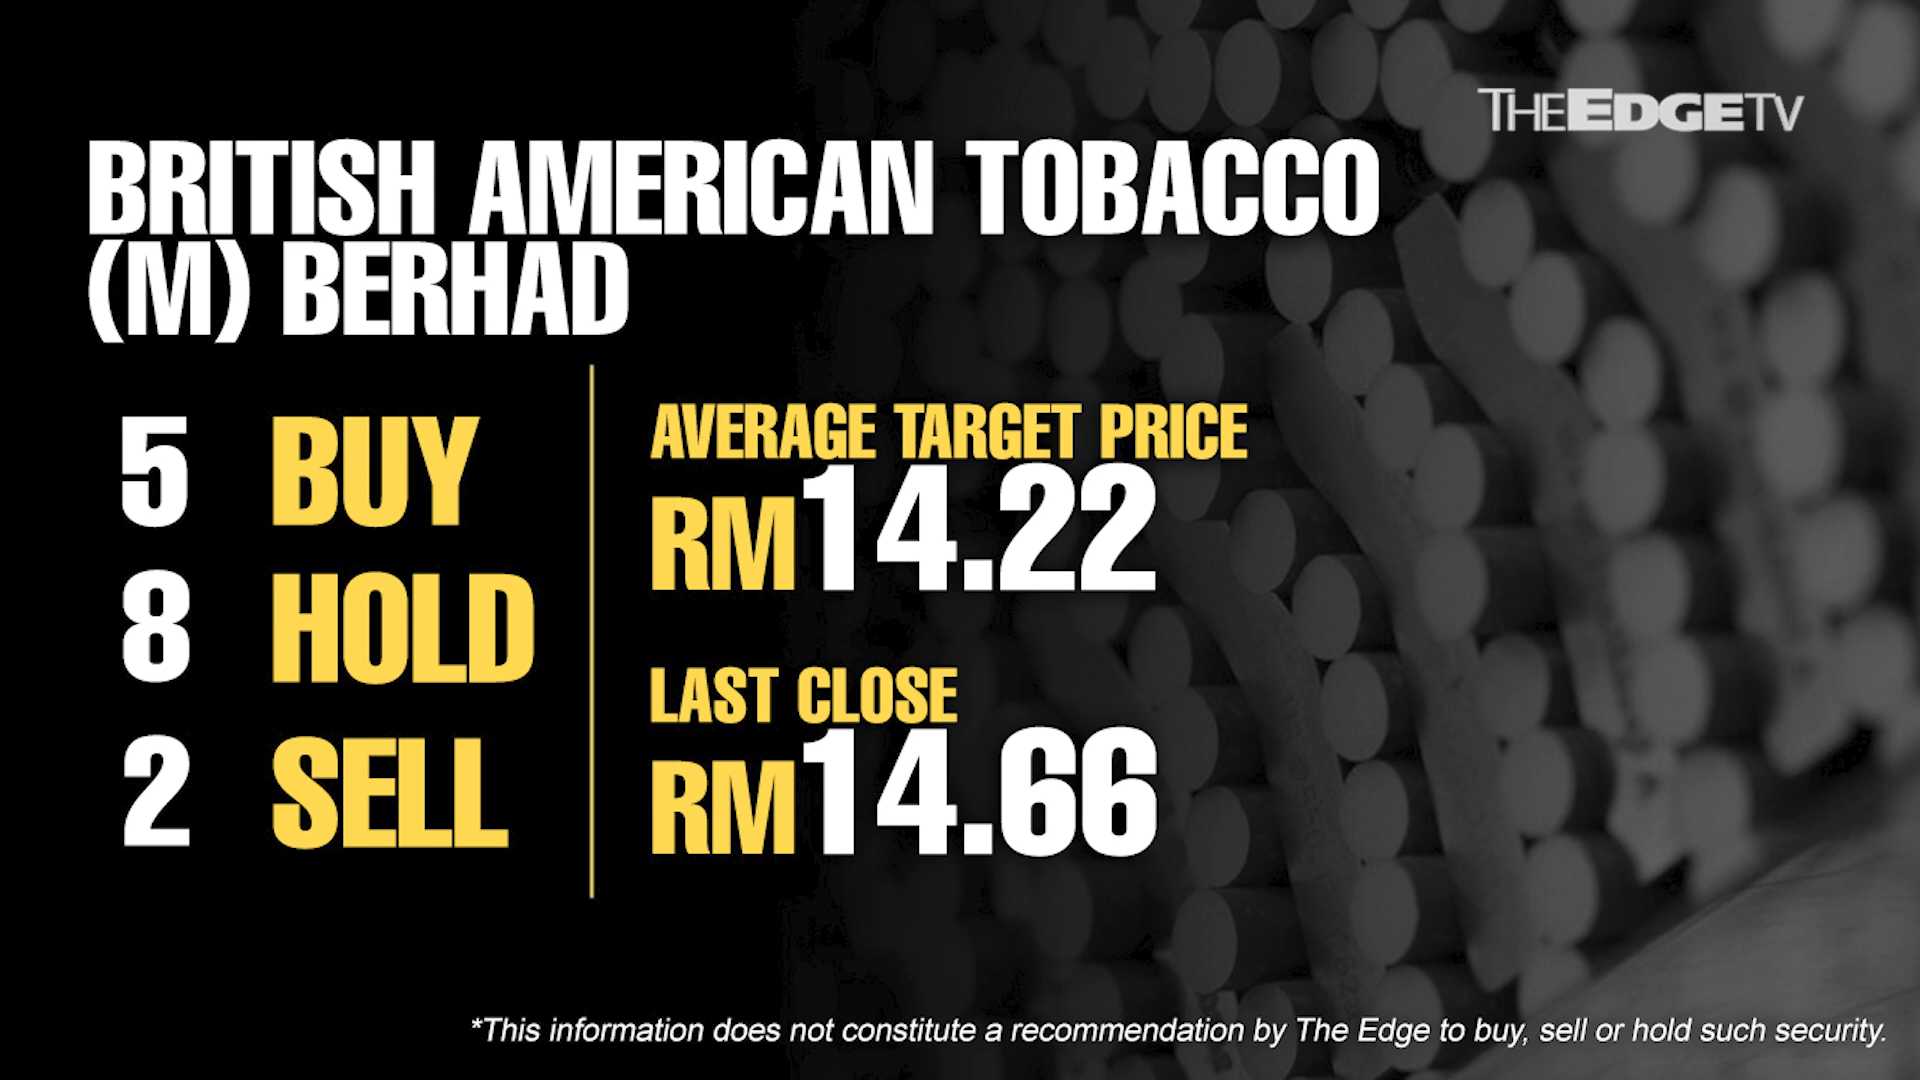 THEEDGETV
BRITISH AMERICAN TOBACCO
(M) BERHAD
5 BUY
8 HOLD
2 SELL
AVERAGE TARGET PRICE
RM14.22
LAST CLOSE
RM14.66
*This information does not constitute a recommendation by The Edge to buy, sell or hold such security.